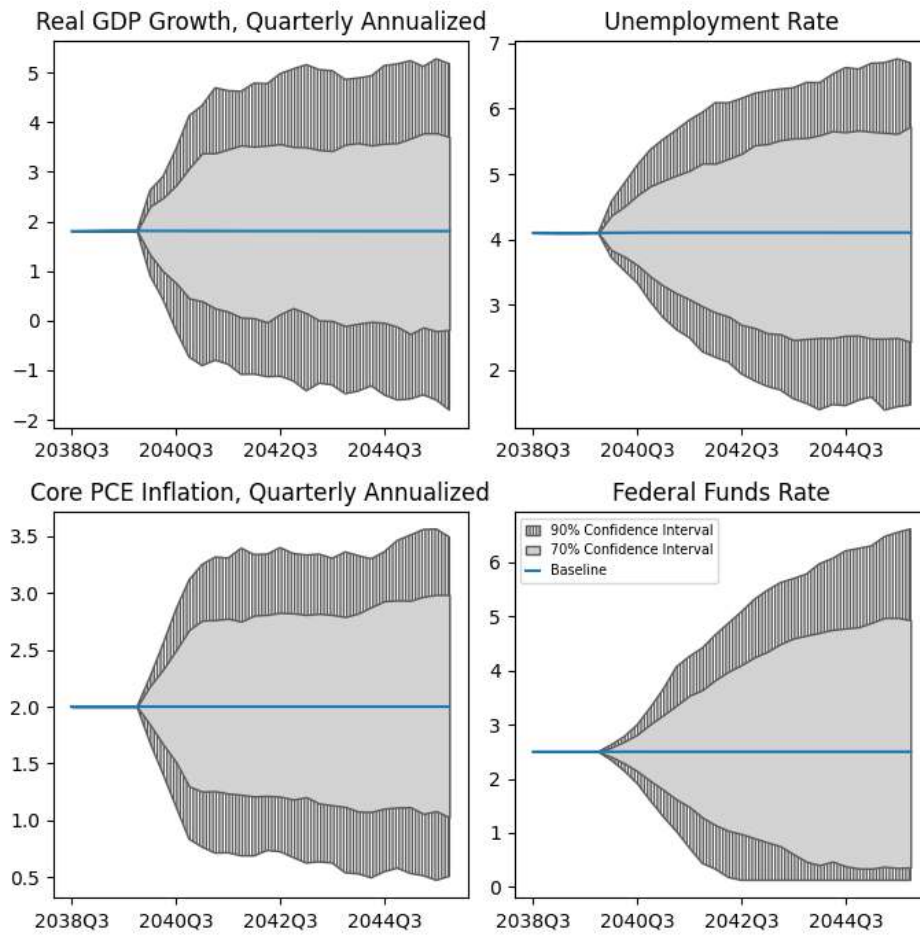 Real GDP Growth, Quarterly Annualized
5
4
3
2
1
0
−1
−2
2038Q3 2040Q3 2042Q3 2044Q3
Unemployment Rate
7
6
5
4
3
2
2038Q3 2040Q3 2042Q3 2044Q3
Core PCE Inflation, Quarterly Annualized
3.5
3.0
2.5
2.0
1.5
1.0
0.5
2038Q3 2040Q3 2042Q3 2044Q3
Federal Funds Rate
90% Confidence Interval
70% Confidence Interval
Baseline
6
5
4
3
2
1
0
2038Q3 2040Q3 2042Q3 2044Q3